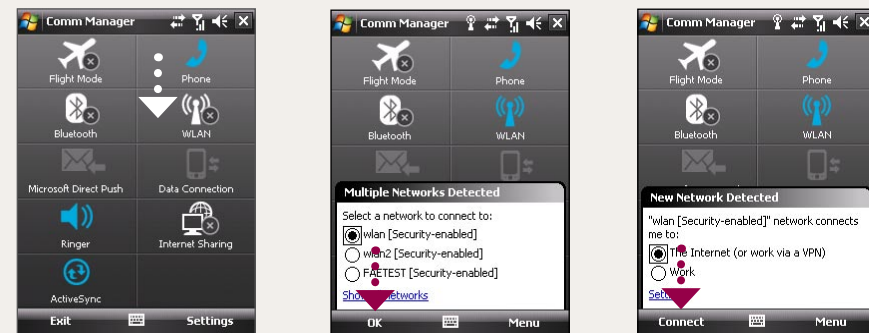 Comm Manager
Flight Mode
Phone
Bluetooth
WLAN
Microsoft Direct Push
Data Connection
Ringer
Internet Sharing
ActiveSync
Exit
Settings
Comm Manager
Flight Mode
Phone
Bluetooth
WLAN
Multiple Networks Detected
Select a network to connect to:
wlan [Security-enabled]
wlan2 [Security-enabled]
FAETEST [Security-enabled]
OK
Menu
Comm Manager
Flight Mode
Phone
Bluetooth
WLAN
New Network Detected
"wlan [Security-enabled]" network connects
me to:
The Internet (or work via a VPN)
Work
Connect
Menu